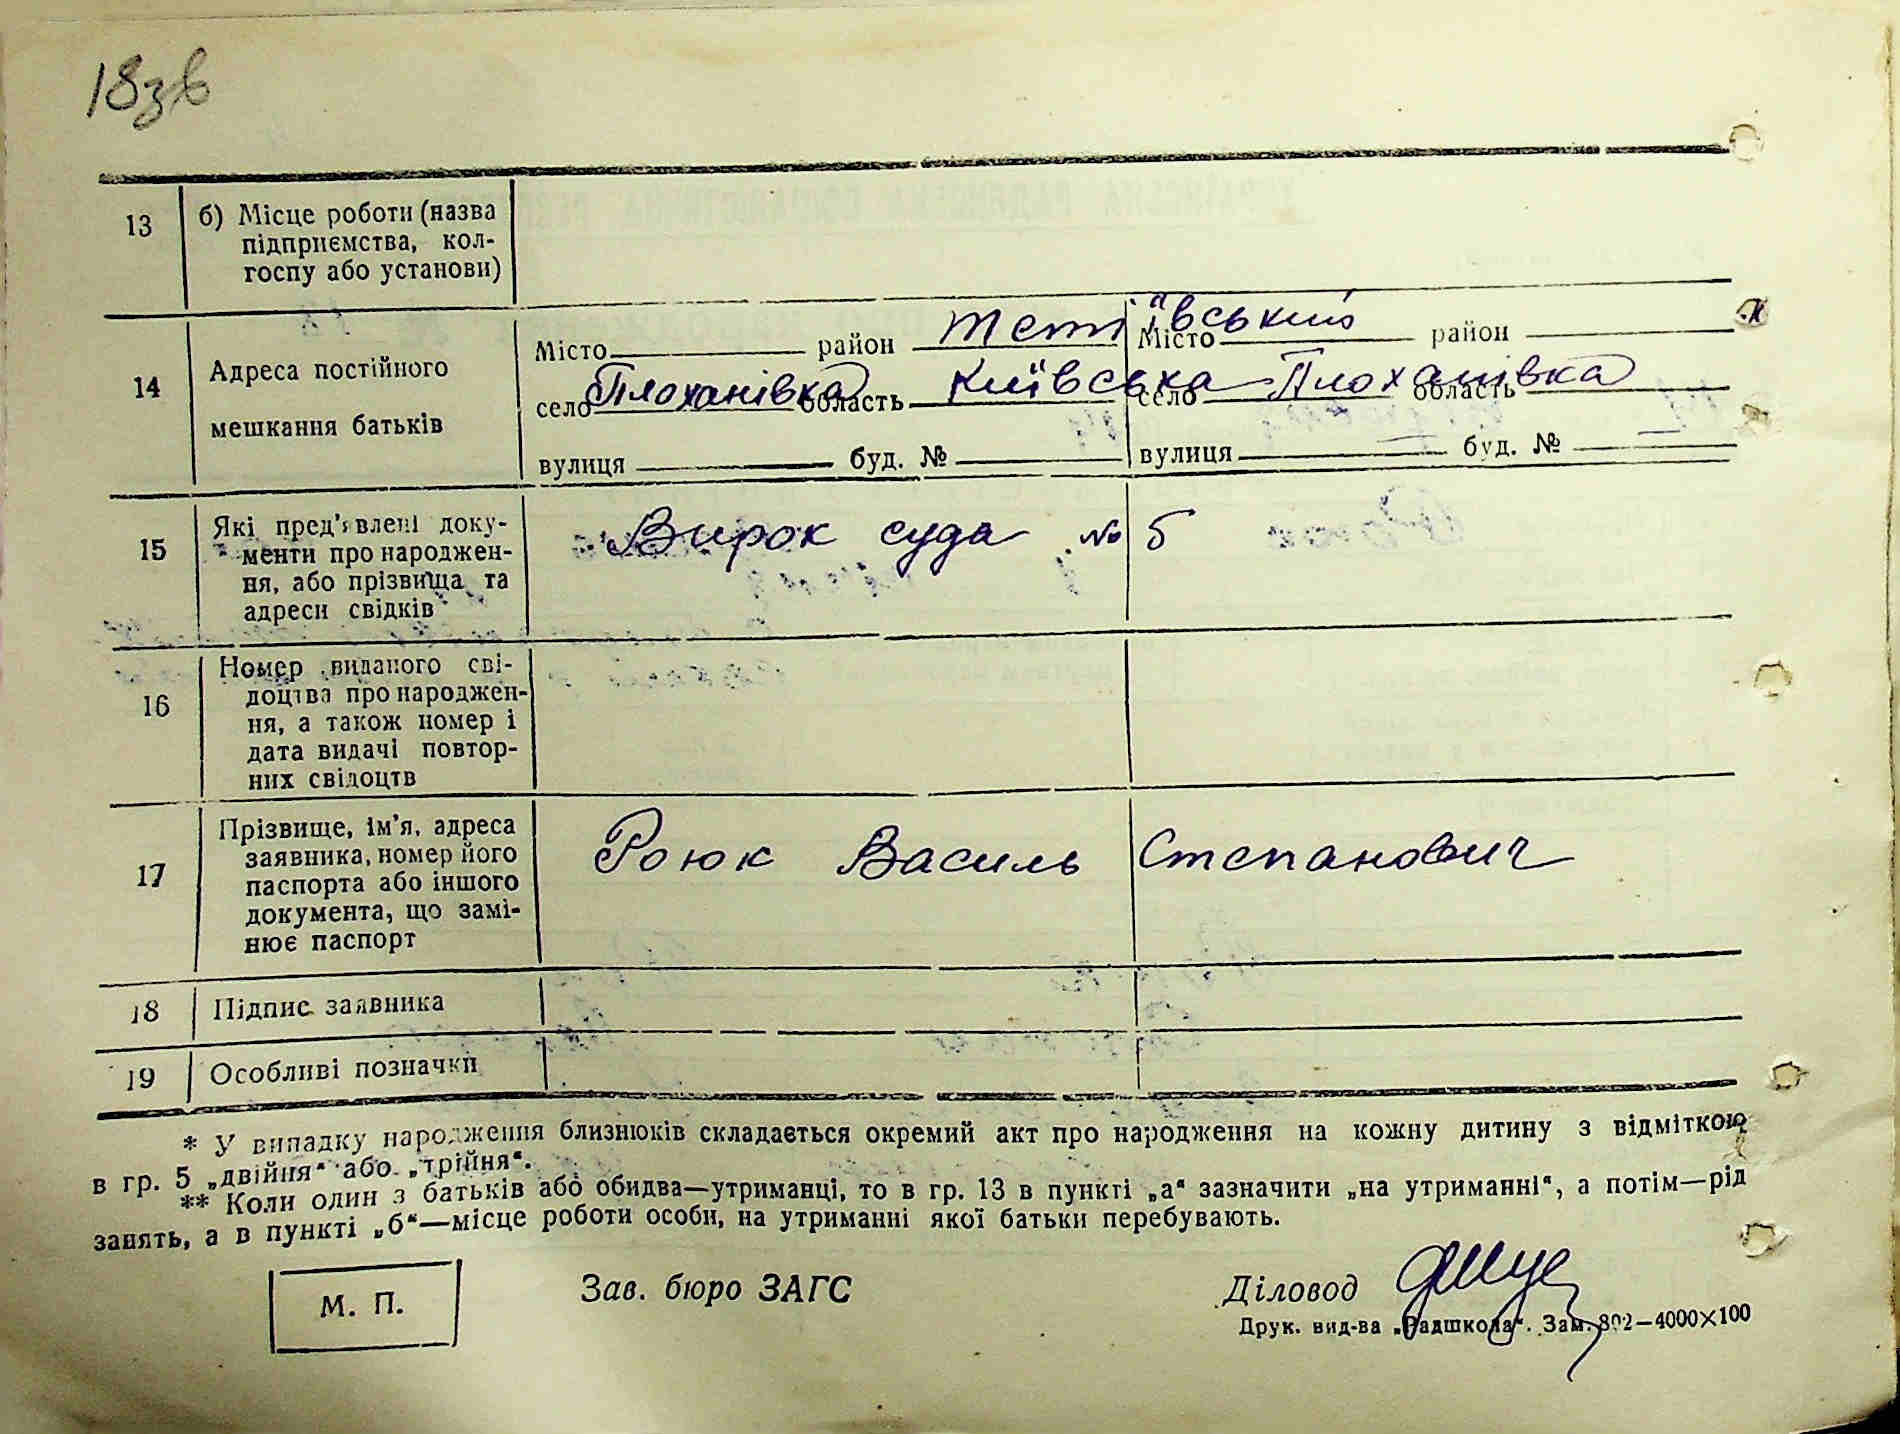 18зв
13 б) Місце роботи (назва
підприємства, кол-
госпу або установи)
14 Адреса постійного
мешкання батьків
Місто район Тетіївський Місто район
село Плоханівка область Київська село Плоханівка область
вулиця буд. № вулиця буд. №
15 Які пред'явлені доку-
менти про народжен-
ня, або прізвища та
адреси свідків
Вирок суда № 5
16 Номер виданого сві-
доцтва про народжен-
ня, а також номер і
дата видачі повтор-
них свідоцтв
17 Прізвище, ім'я, адреса
заявника, номер його
паспорта або іншого
документа, що замі-
нює паспорт
Роюк Василь Степанович
18 Підпис заявника
19 Особливі позначки
* У випадку народження близнюків складається окремий акт про народження на кожну дитину з відміткою
в гр. 5 „двійня“ або „трійня“.
** Коли один з батьків або обидва—утриманці, то в гр. 13 в пункті „а“ зазначити „на утриманні“, а потім—рід
занять, а в пункті „б“—місце роботи особи, на утриманні якої батьки перебувають.
М. П. Зав. бюро ЗАГС Діловод
Друк. вид-ва „Радшкола“. Зам. 802—4000×100